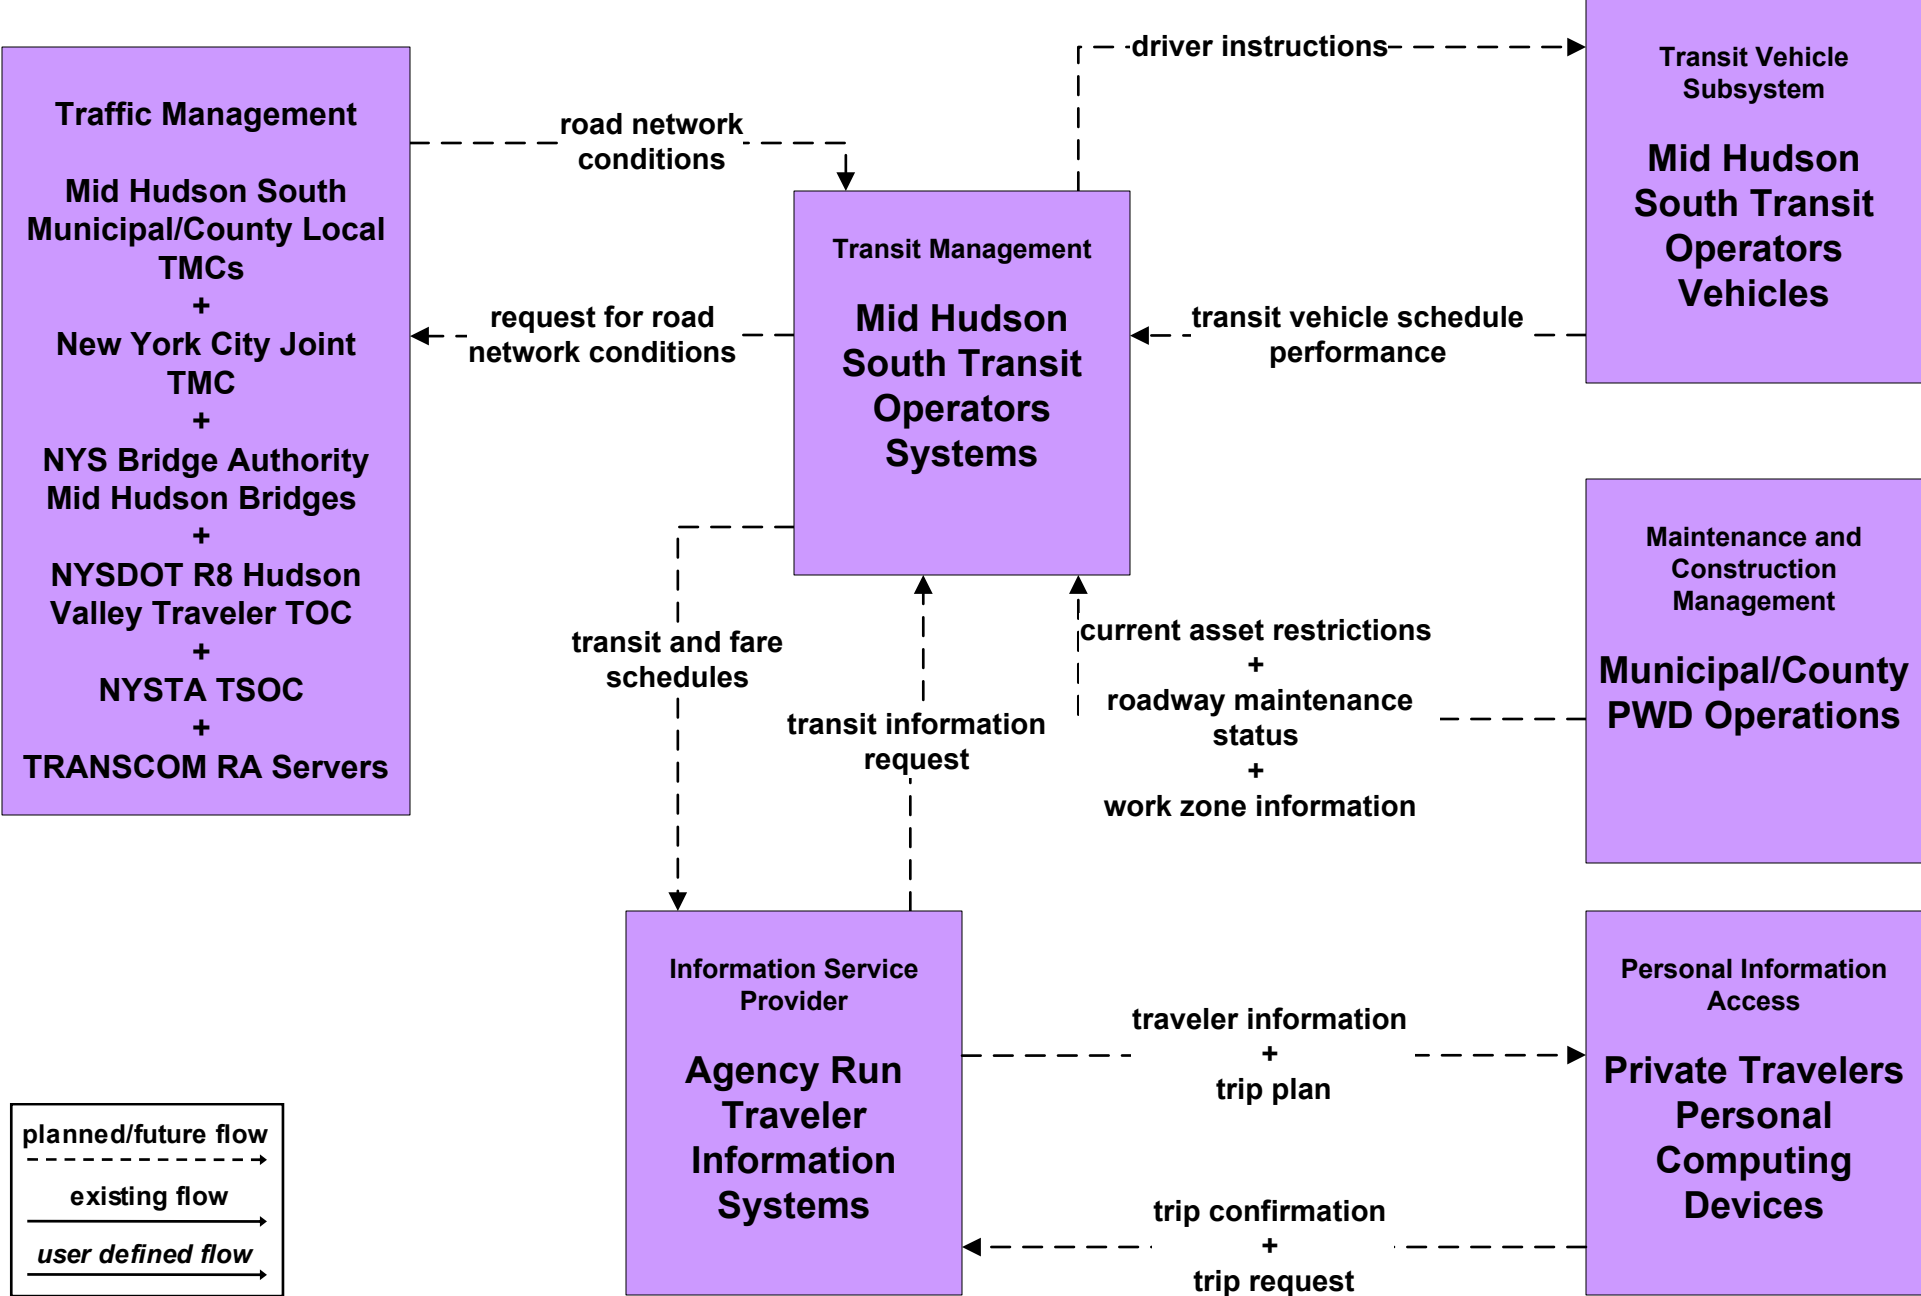 Traffic Management
Mid Hudson South
Municipal/County Local
TMCs
+
New York City Joint
TMC
+
NYS Bridge Authority
Mid Hudson Bridges
+
NYSDOT R8 Hudson
Valley Traveler TOC
+
NYSTA TSOC
+
TRANSCOM RA Servers
road network
conditions
request for road
network conditions
driver instructions
Transit Vehicle
Subsystem
Mid Hudson
South Transit
Operators
Vehicles
Transit Management
Mid Hudson
South Transit
Operators
Systems
transit vehicle schedule
performance
Maintenance and
Construction
Management
Municipal/County
PWD Operations
current asset restrictions
+
roadway maintenance
status
+
work zone information
transit and fare
schedules
transit information
request
Information Service
Provider
Agency Run
Traveler
Information
Systems
traveler information
+
trip plan
trip confirmation
+
trip request
Personal Information
Access
Private Travelers
Personal
Computing
Devices
planned/future flow
existing flow
user defined flow